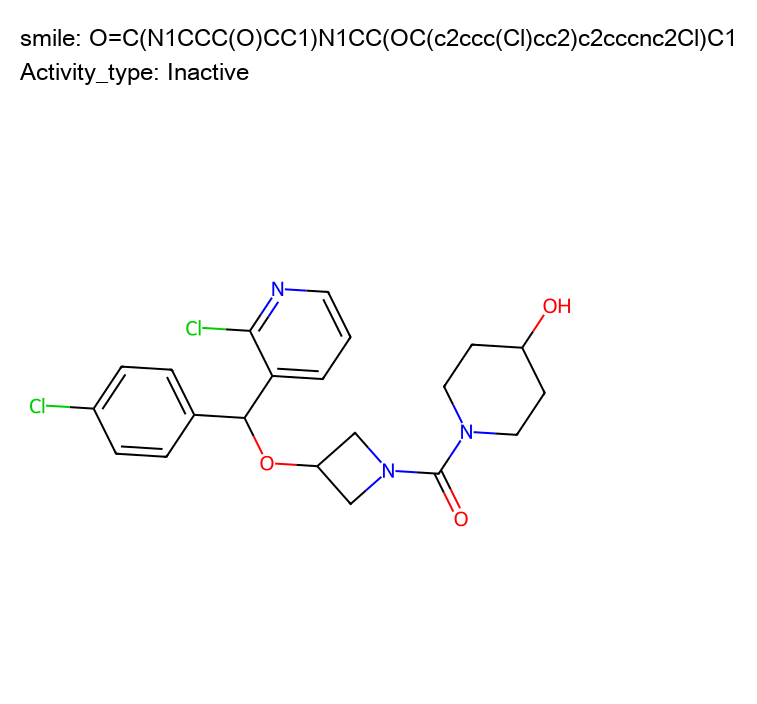 smile: O=C(N1CCC(O)CC1)N1CC(OC(c2ccc(Cl)cc2)c2cccnc2Cl)C1
Activity_type: Inactive
N
Cl
OH
Cl
N
O
N
O